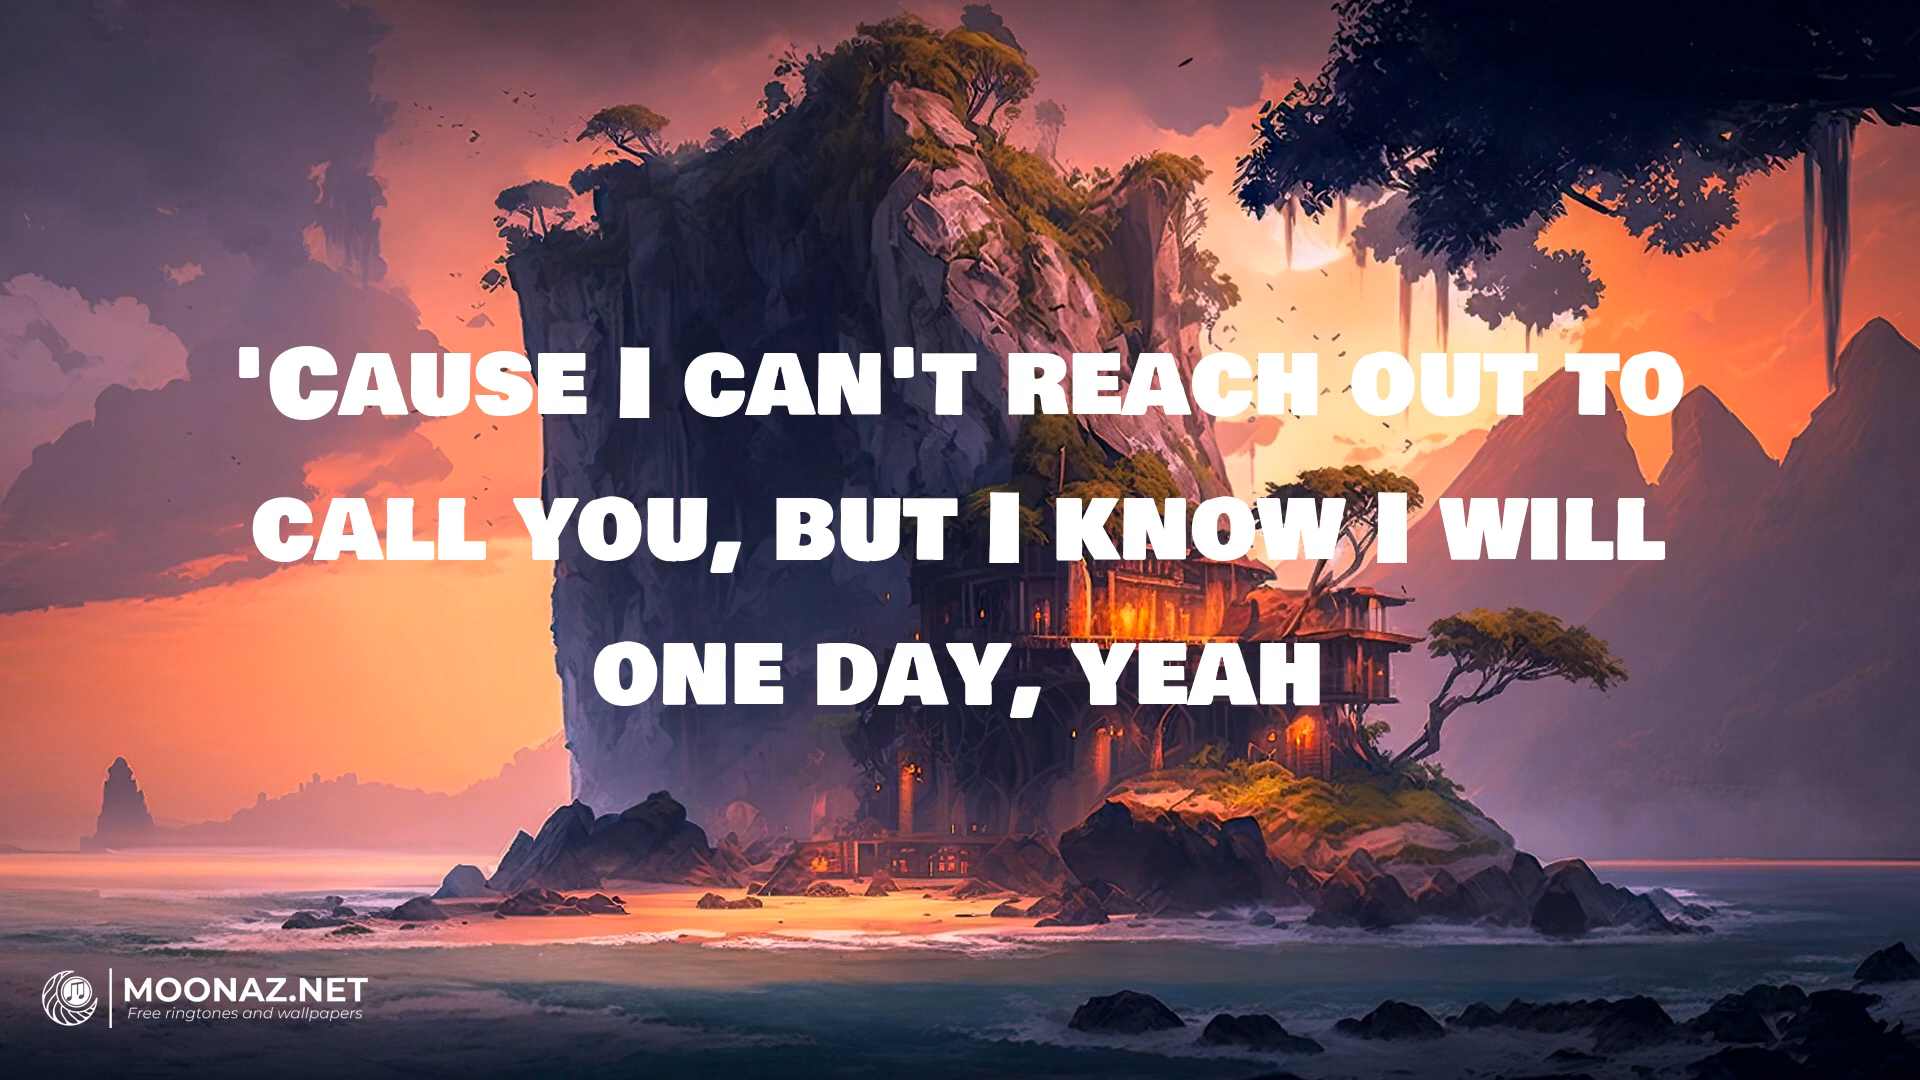 'Cause I can't reach out to
call you, but I know I will
one day, yeah
MOONAZ.NET
Free ringtones and wallpapers